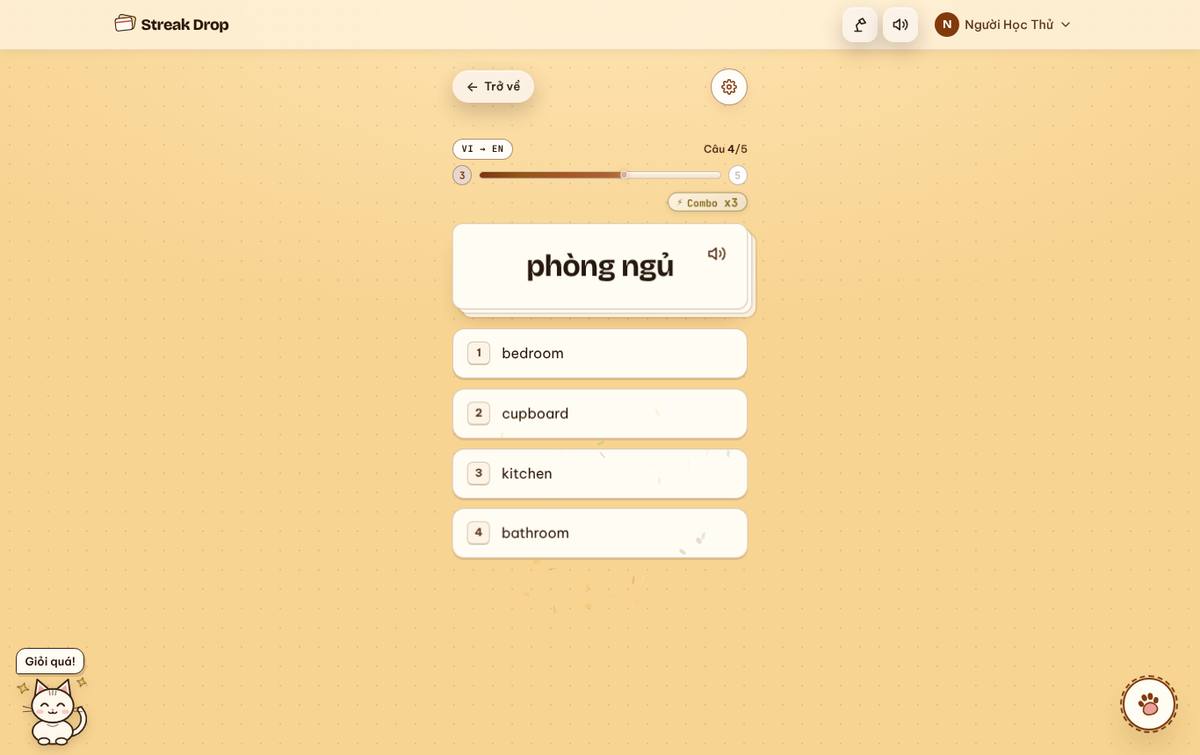 Streak Drop
N Người Học Thử
← Trở về
VI → EN
Câu 4/5
3
5
⚡ Combo x3
phòng ngủ
1 bedroom
2 cupboard
3 kitchen
4 bathroom
Giỏi quá!